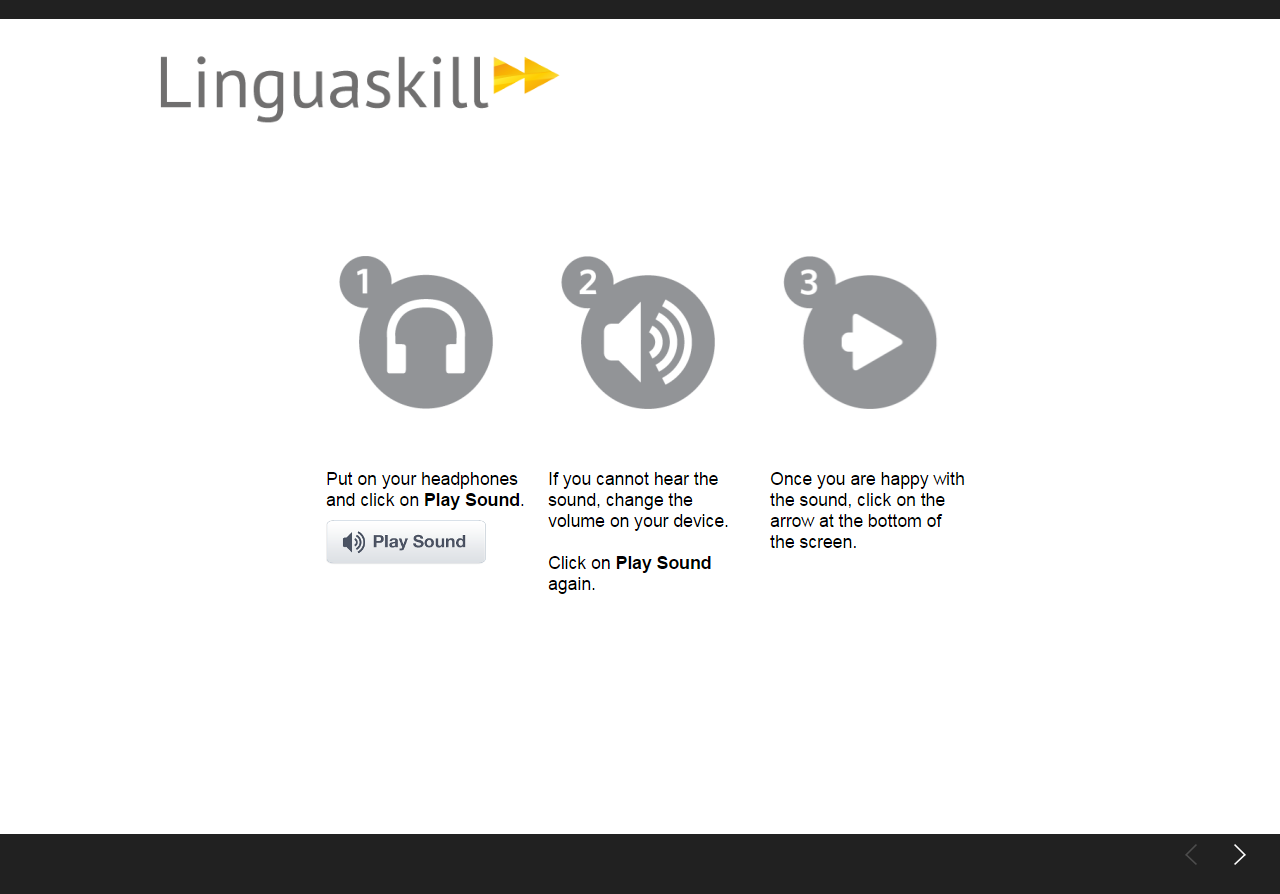 Linguaskill
1
2
3
Put on your headphones
and click on Play Sound.
Play Sound
If you cannot hear the
sound, change the
volume on your device.
Click on Play Sound
again.
Once you are happy with
the sound, click on the
arrow at the bottom of
the screen.